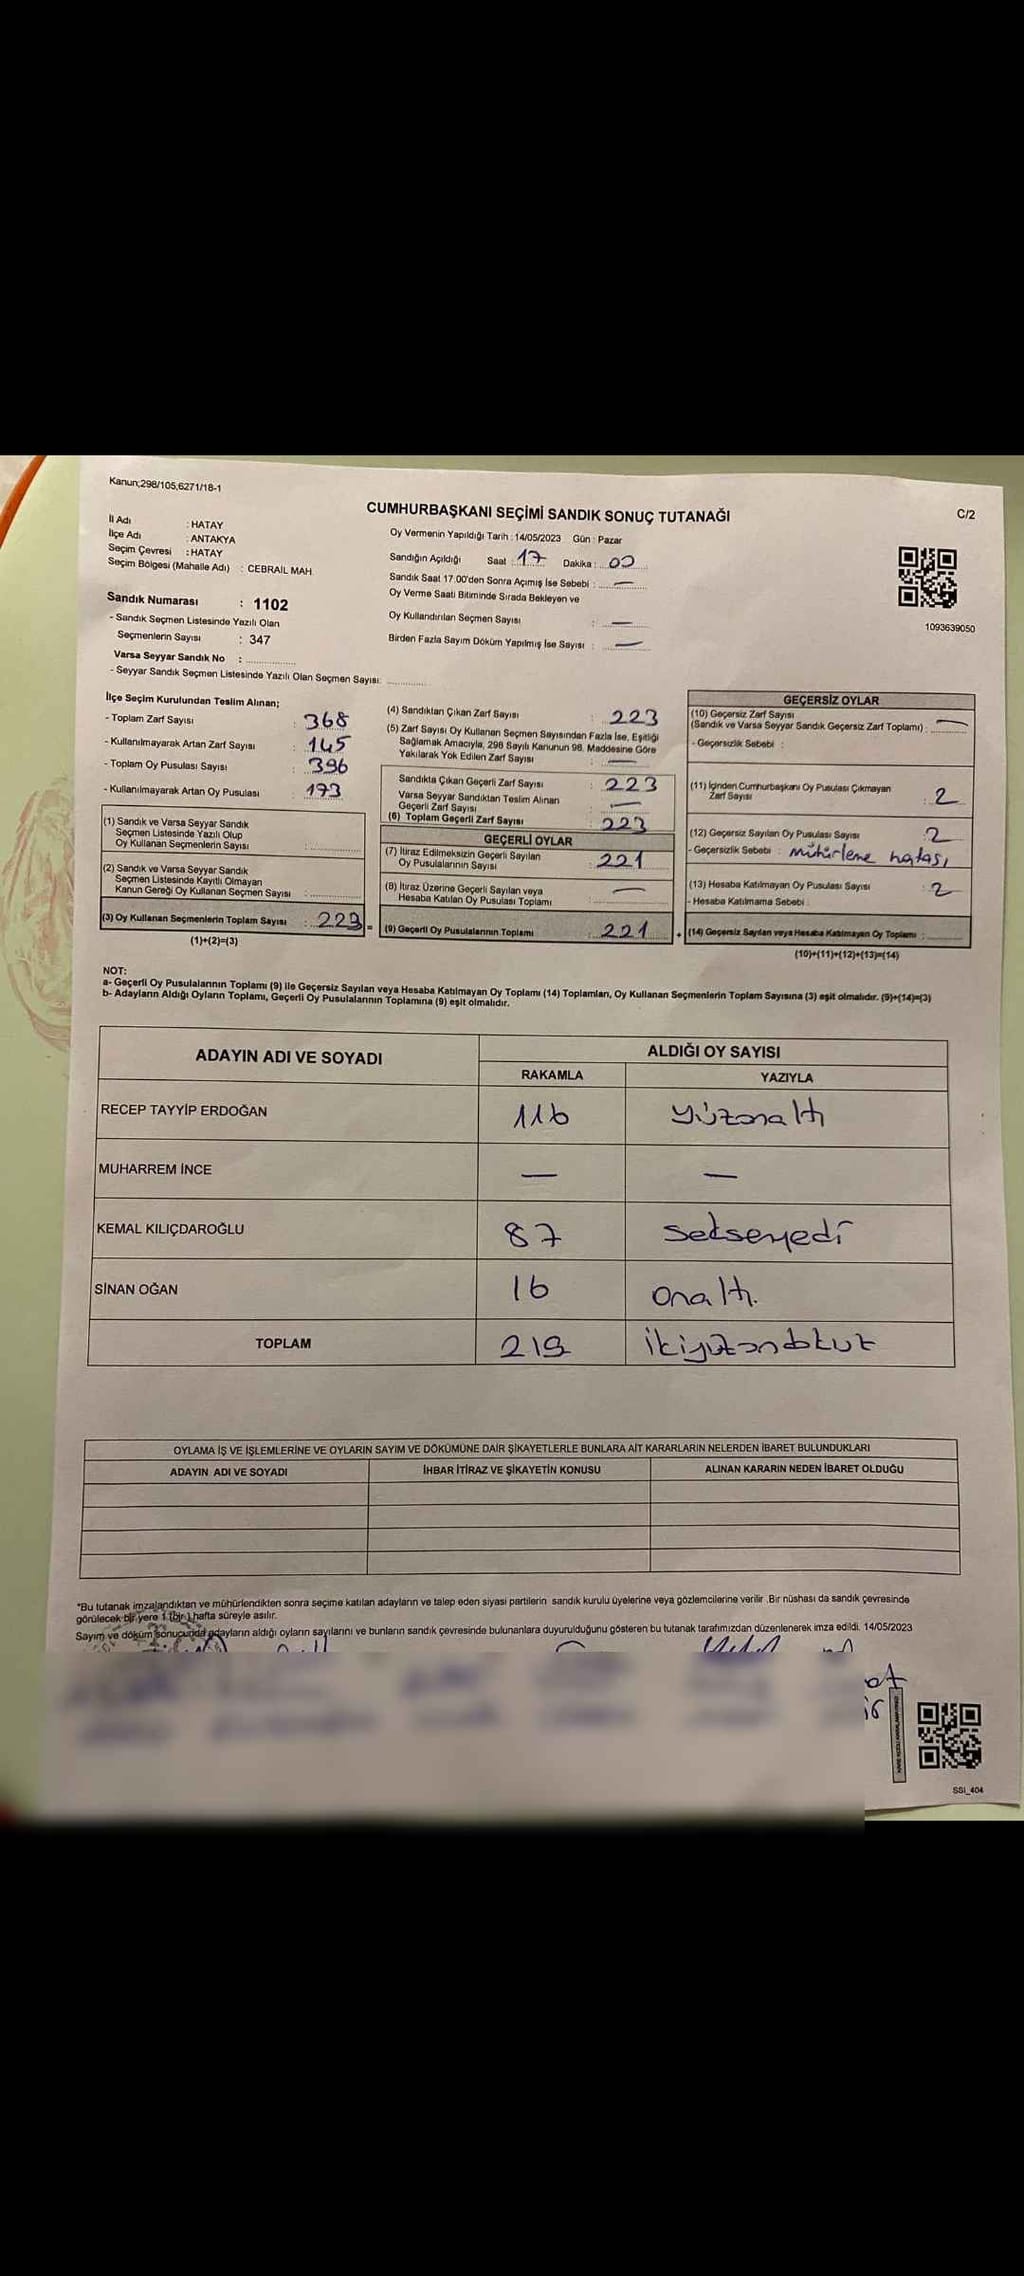 Kanun;298/105,6271/18-1
CUMHURBAŞKANI SEÇİMİ SANDIK SONUÇ TUTANAĞI
C/2
İl Adı : HATAY
İlçe Adı : ANTAKYA
Seçim Çevresi : HATAY
Seçim Bölgesi (Mahalle Adı) : CEBRAİL MAH.
Sandık Numarası : 1102
- Sandık Seçmen Listesinde Yazılı Olan
Seçmenlerin Sayısı : 347
Varsa Seyyar Sandık No :
- Seyyar Sandık Seçmen Listesinde Yazılı Olan Seçmen Sayısı:
Oy Vermenin Yapıldığı Tarih : 14/05/2023 Gün : Pazar
Sandığın Açıldığı Saat : 17 Dakika : 00
Sandık Saat 17.00'den Sonra Açımış İse Sebebi : —
Oy Verme Saati Bitiminde Sırada Bekleyen ve
Oy Kullandırılan Seçmen Sayısı : —
Birden Fazla Sayım Döküm Yapılmış İse Sayısı : —
1093639050
İlçe Seçim Kurulundan Teslim Alınan;
- Toplam Zarf Sayısı : 368
- Kullanılmayarak Artan Zarf Sayısı : 145
- Toplam Oy Pusulası Sayısı : 396
- Kullanılmayarak Artan Oy Pusulası : 173
(1) Sandık ve Varsa Seyyar Sandık
Seçmen Listesinde Yazılı Olup
Oy Kullanan Seçmenlerin Sayısı :
(2) Sandık ve Varsa Seyyar Sandık
Seçmen Listesinde Kayıtlı Olmayan
Kanun Gereği Oy Kullanan Seçmen Sayısı :
(3) Oy Kullanan Seçmenlerin Toplam Sayısı : 223 =
(1)+(2)=(3)
(4) Sandıktan Çıkan Zarf Sayısı : 223
(5) Zarf Sayısı Oy Kullanan Seçmen Sayısından Fazla İse, Eşitliği
Sağlamak Amacıyla, 298 Sayılı Kanunun 98. Maddesine Göre
Yakılarak Yok Edilen Zarf Sayısı : —
Sandıkta Çıkan Geçerli Zarf Sayısı : 223
Varsa Seyyar Sandıktan Teslim Alınan
Geçerli Zarf Sayısı : —
(6) Toplam Geçerli Zarf Sayısı : 223
GEÇERLİ OYLAR
(7) İtiraz Edilmeksizin Geçerli Sayılan
Oy Pusulalarının Sayısı : 221
(8) İtiraz Üzerine Geçerli Sayılan veya
Hesaba Katılan Oy Pusulası Toplamı : —
(9) Geçerli Oy Pusulalarının Toplamı : 221 +
GEÇERSİZ OYLAR
(10) Geçersiz Zarf Sayısı
(Sandık ve Varsa Seyyar Sandık Geçersiz Zarf Toplamı) : —
- Geçersizlik Sebebi :
(11) İçinden Cumhurbaşkanı Oy Pusulası Çıkmayan
Zarf Sayısı : 2
(12) Geçersiz Sayılan Oy Pusulası Sayısı : 2
- Geçersizlik Sebebi : mühürleme hatası
(13) Hesaba Katılmayan Oy Pusulası Sayısı : 2
- Hesaba Katılmama Sebebi :
(14) Geçersiz Sayılan veya Hesaba Katılmayan Oy Toplamı :
(10)+(11)+(12)+(13)=(14)
NOT:
a- Geçerli Oy Pusulalarının Toplamı (9) ile Geçersiz Sayılan veya Hesaba Katılmayan Oy Toplamı (14) Toplamları, Oy Kullanan Seçmenlerin Toplam Sayısına (3) eşit olmalıdır. (9)+(14)=(3)
b- Adayların Aldığı Oyların Toplamı, Geçerli Oy Pusulalarının Toplamına (9) eşit olmalıdır.
ADAYIN ADI VE SOYADI ALDIĞI OY SAYISI
RAKAMLA YAZIYLA
RECEP TAYYİP ERDOĞAN 116 yüzonaltı
MUHARREM İNCE — —
KEMAL KILIÇDAROĞLU 87 seksenyedi
SİNAN OĞAN 16 onaltı.
TOPLAM 219 ikiyüzondokuz
OYLAMA İŞ VE İŞLEMLERİNE VE OYLARIN SAYIM VE DÖKÜMÜNE DAİR ŞİKAYETLERLE BUNLARA AİT KARARLARIN NELERDEN İBARET BULUNDUKLARI
ADAYIN ADI VE SOYADI İHBAR İTİRAZ VE ŞİKAYETİN KONUSU ALINAN KARARIN NEDEN İBARET OLDUĞU
*Bu tutanak imzalandıktan ve mühürlendikten sonra seçime katılan adayların ve talep eden siyasi partilerin sandık kurulu üyelerine veya gözlemcilerine verilir. Bir nüshası da sandık çevresinde
görülecek bir yere 1 (bir) hafta süreyle asılır.
Sayım ve döküm sonucunda adayların aldığı oyların sayılarını ve bunların sandık çevresinde bulunanlara duyurulduğunu gösteren bu tutanak tarafımızdan düzenlenerek imza edildi. 14/05/2023
SSI_404